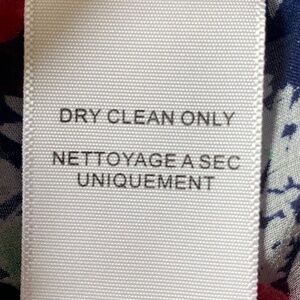 DRY CLEAN ONLY
NETTOYAGE A SEC
UNIQUEMENT